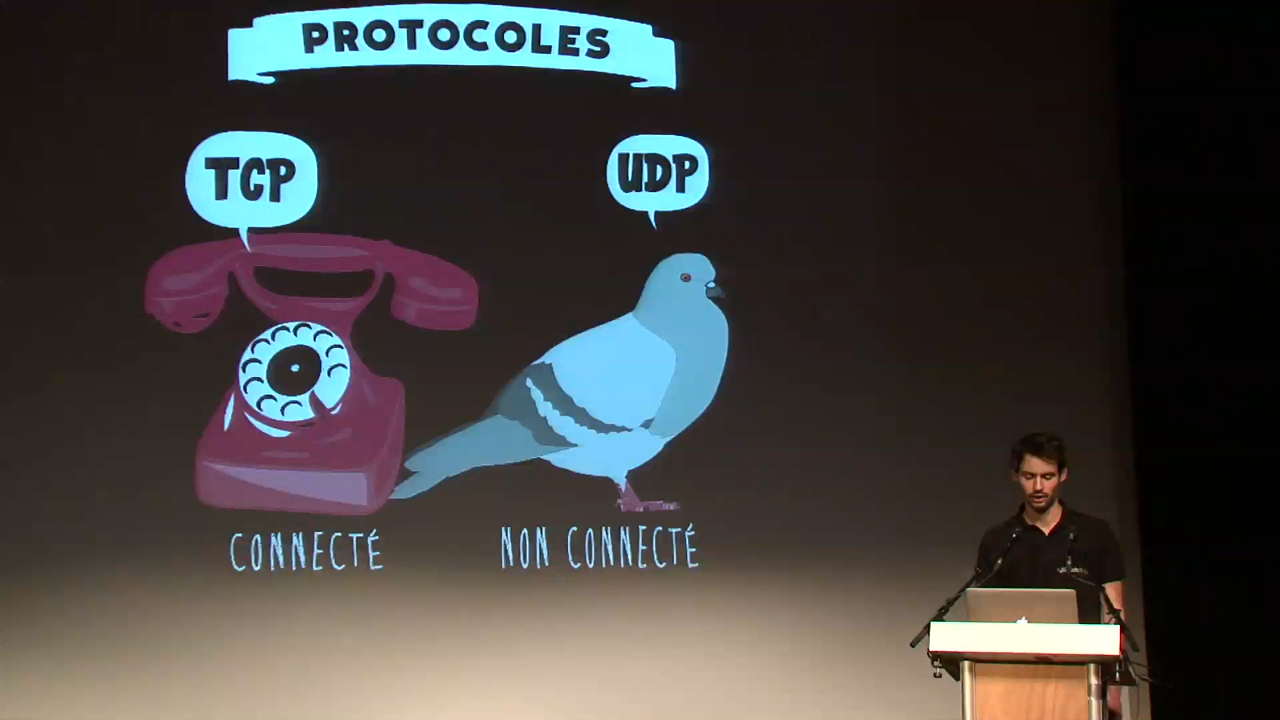 PROTOCOLES
TCP
UDP
CONNECTÉ
NON CONNECTÉ